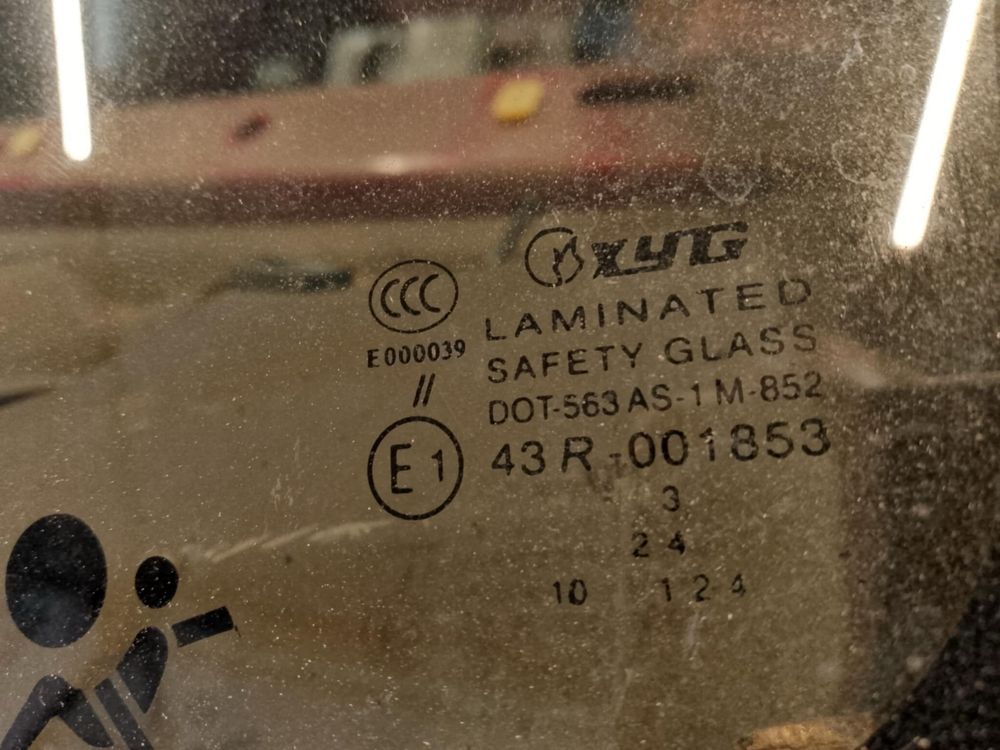 XYG
CCC
LAMINATED
E000039
SAFETY GLASS
//
DOT-563 AS-1 M-852
E1
43R-001853
3
2 4
10 1 2 4